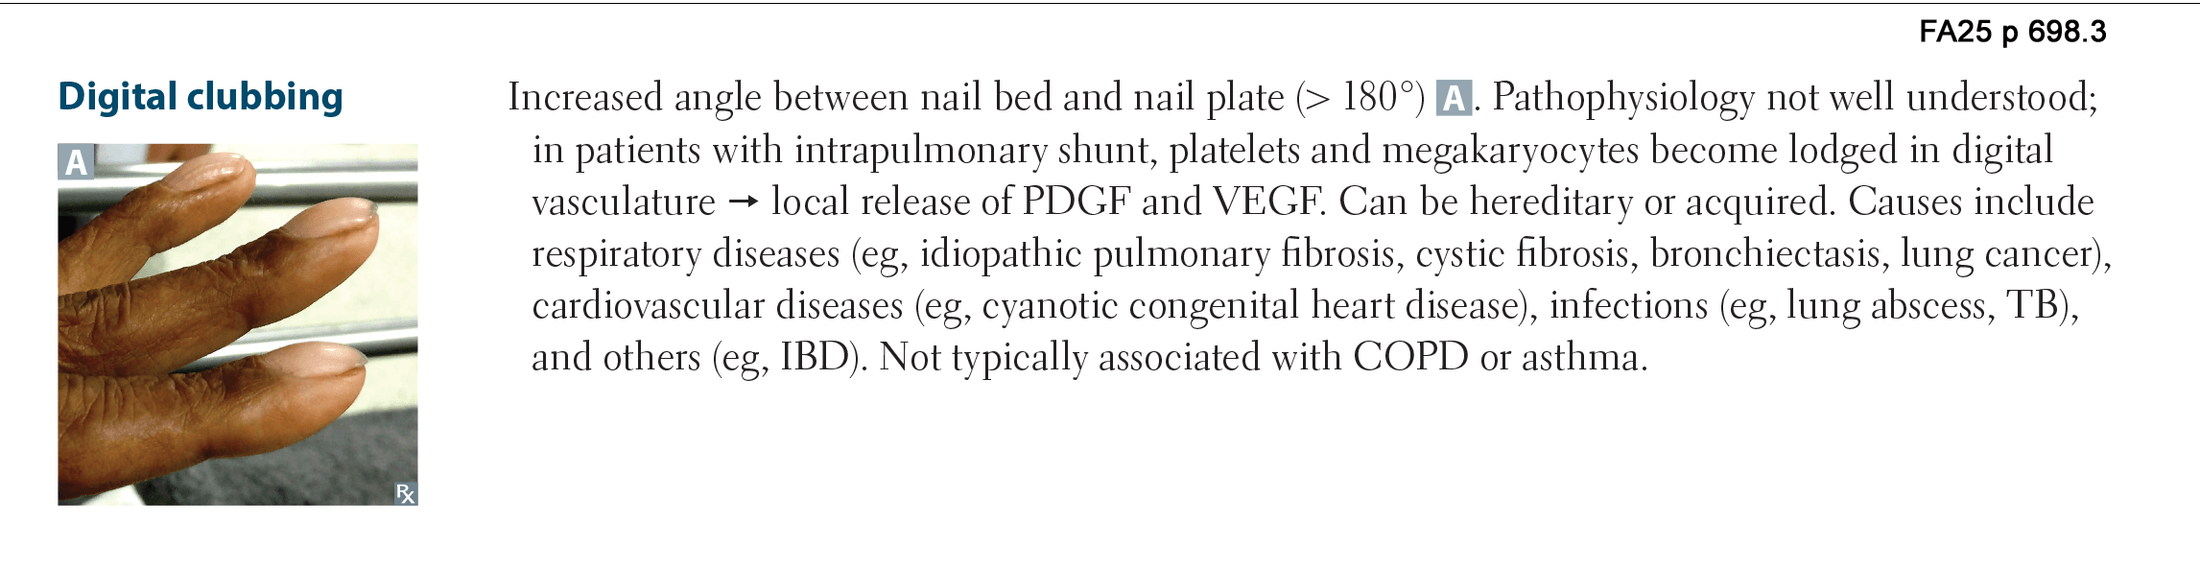 FA25 p 698.3
Digital clubbing
A
Increased angle between nail bed and nail plate (> 180°) A. Pathophysiology not well understood;
in patients with intrapulmonary shunt, platelets and megakaryocytes become lodged in digital
vasculature → local release of PDGF and VEGF. Can be hereditary or acquired. Causes include
respiratory diseases (eg, idiopathic pulmonary fibrosis, cystic fibrosis, bronchiectasis, lung cancer),
cardiovascular diseases (eg, cyanotic congenital heart disease), infections (eg, lung abscess, TB),
and others (eg, IBD). Not typically associated with COPD or asthma.
Rx